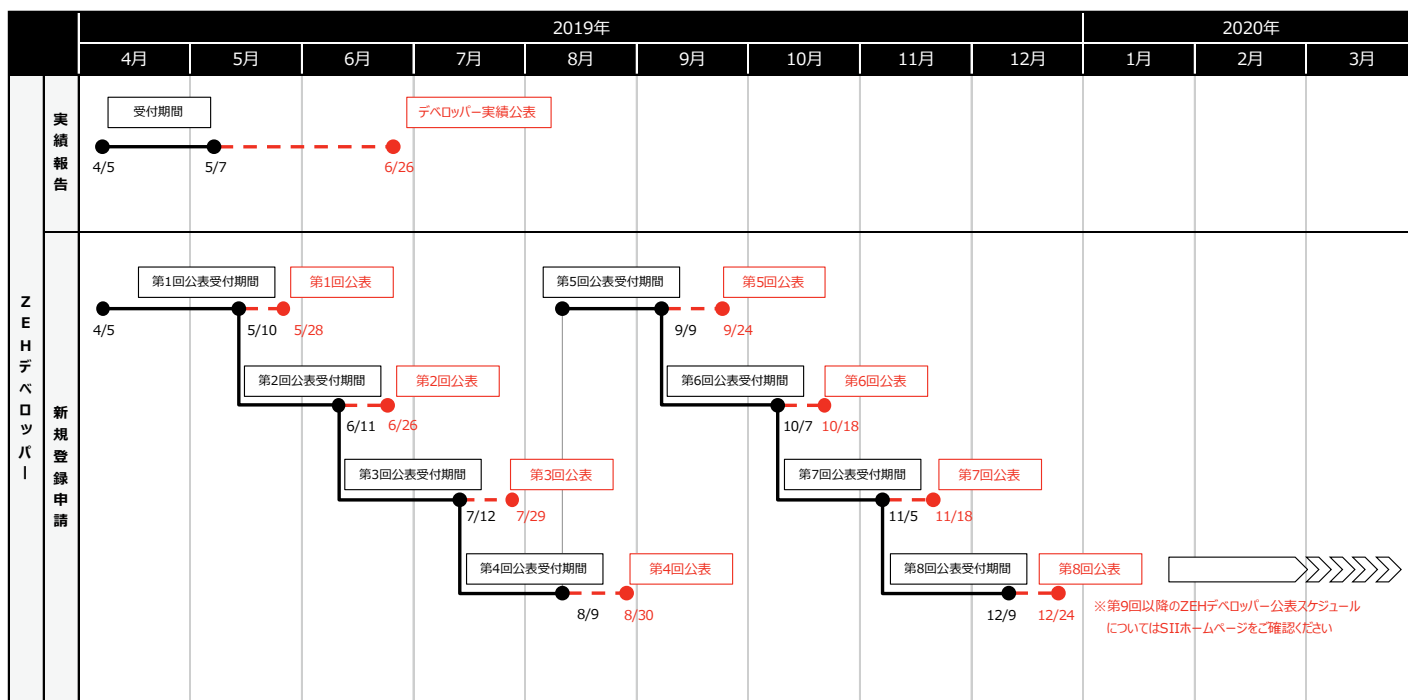 2019年
2020年
4月
5月
6月
7月
8月
9月
10月
11月
12月
1月
2月
3月
ZEHデベロッパー
実績報告
受付期間
デベロッパー実績公表
4/5
5/7
6/26
新規登録申請
第1回公表受付期間
第1回公表
4/5
5/10
5/28
第2回公表受付期間
第2回公表
6/11
6/26
第3回公表受付期間
第3回公表
7/12
7/29
第4回公表受付期間
第4回公表
8/9
8/30
第5回公表受付期間
第5回公表
9/9
9/24
第6回公表受付期間
第6回公表
10/7
10/18
第7回公表受付期間
第7回公表
11/5
11/18
第8回公表受付期間
第8回公表
12/9
12/24
※第9回以降のZEHデベロッパー公表スケジュール
についてはSIIホームページをご確認ください